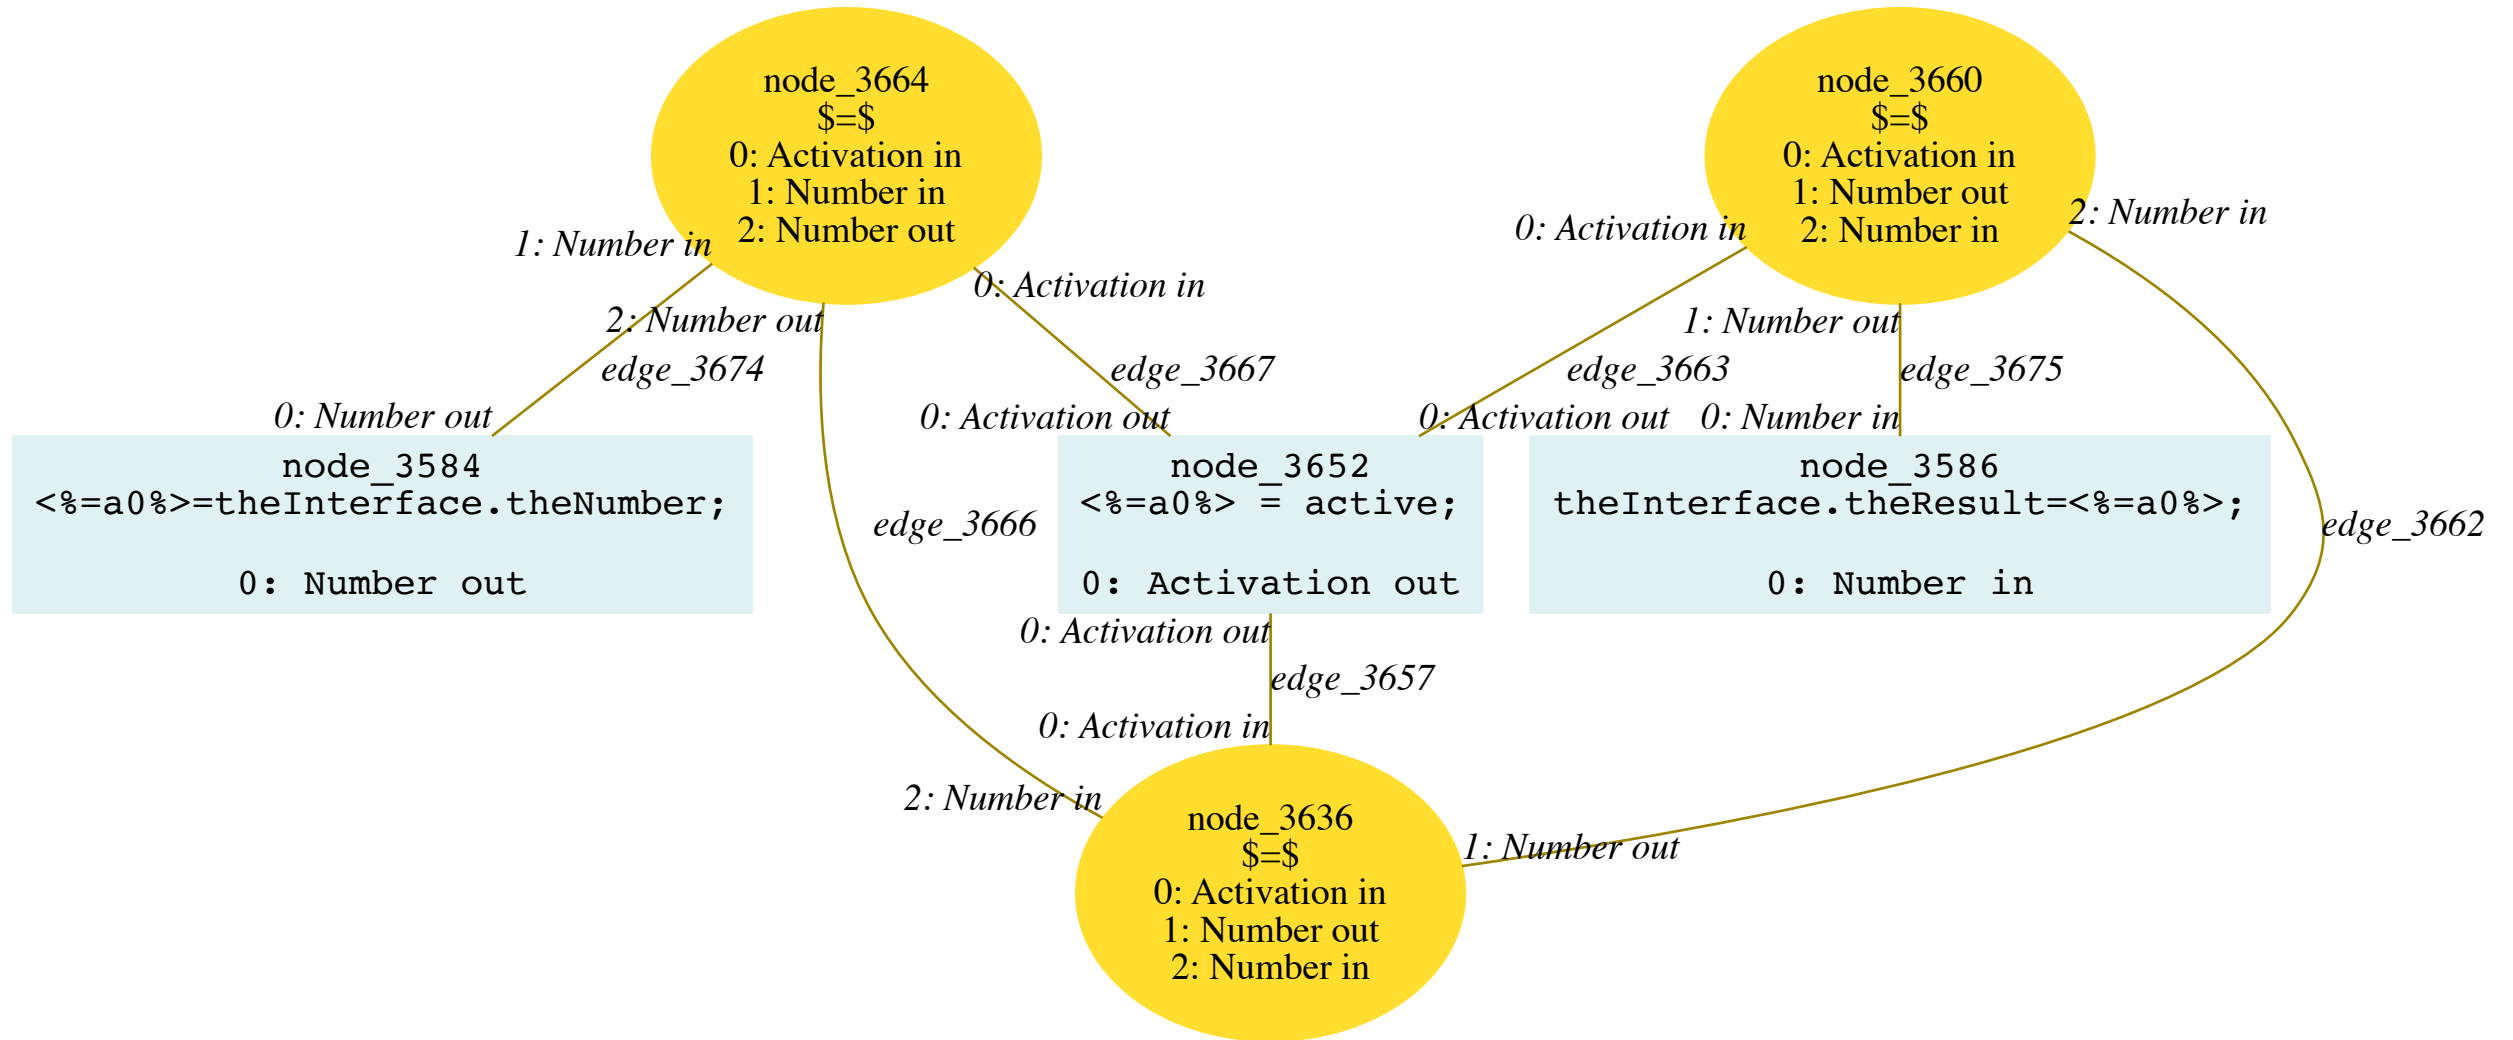 node_3664
$=$
0: Activation in
1: Number in
2: Number out
node_3660
$=$
0: Activation in
1: Number out
2: Number in
1: Number in
2: Number out
0: Activation in
0: Activation in
1: Number out
2: Number in
edge_3674
edge_3667
edge_3663
edge_3675
0: Number out
0: Activation out
0: Activation out
0: Number in
node_3584
<%=a0%>=theInterface.theNumber;
0: Number out
node_3652
<%=a0%> = active;
0: Activation out
node_3586
theInterface.theResult=<%=a0%>;
0: Number in
edge_3666
edge_3662
0: Activation out
edge_3657
0: Activation in
2: Number in
1: Number out
node_3636
$=$
0: Activation in
1: Number out
2: Number in